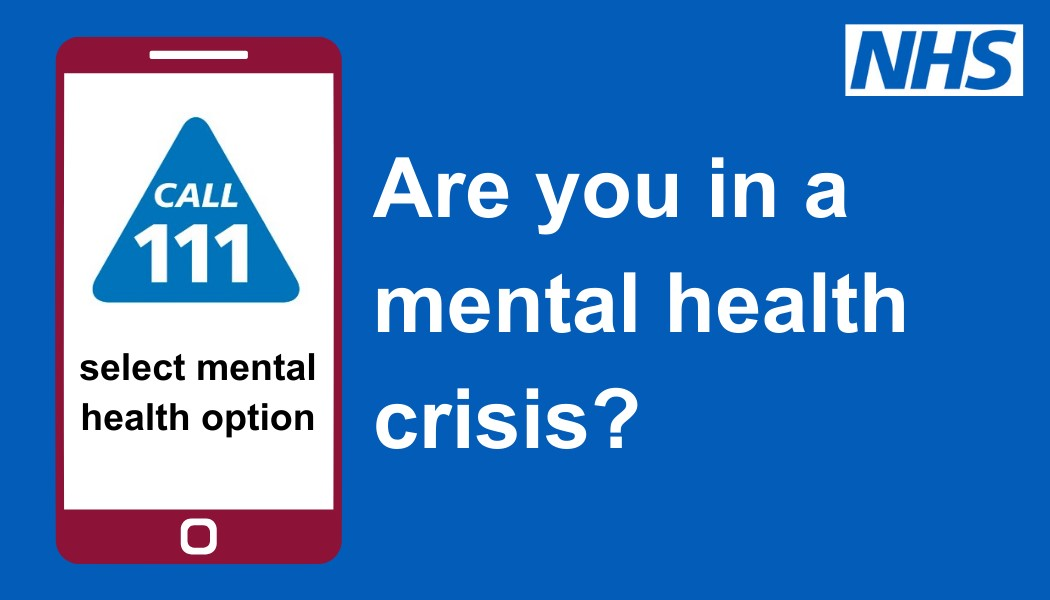 NHS
CALL
111
select mental
health option
Are you in a
mental health
crisis?